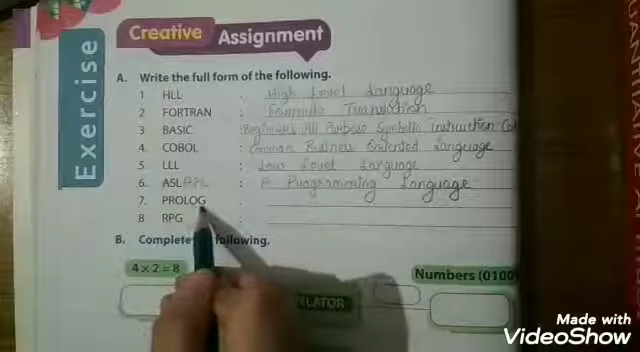 Exercise
Creative Assignment
A. Write the full form of the following.
1 HLL : High Level Language
2 FORTRAN : Formula Translation
3 BASIC : Beginners All Purpose Symbolic Instruction Co
4. COBOL : Common Business Oriented Language
5. LLL : Low Level Language
6. ASL APL : A Programming Language
7. PROLOG :
8 RPG :
B. Complete following.
4 x 2 = 8
Numbers (0100
Made with
VideoShow